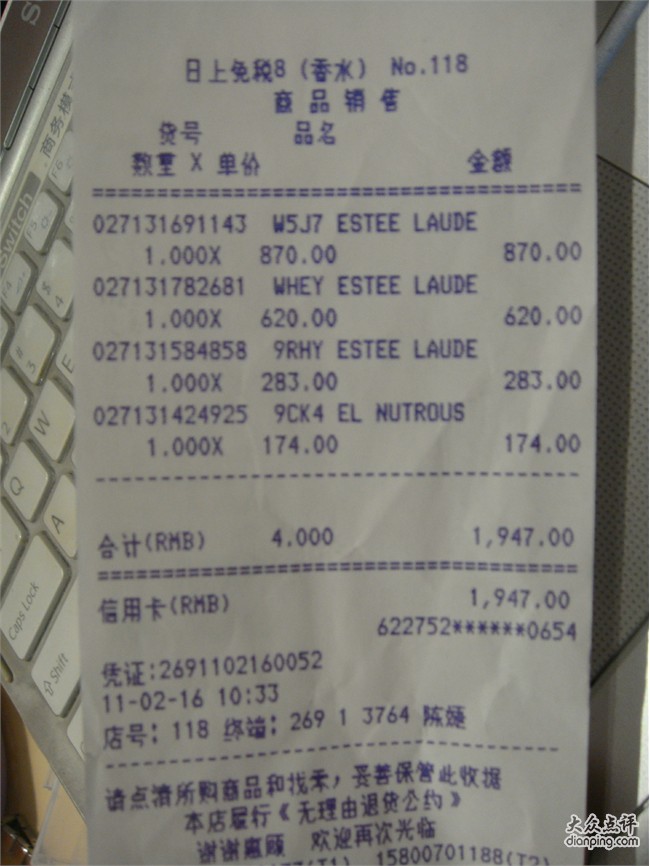 日上免税8（香水） No.118
商品销售
货号 品名
数量 X 单价 金额
027131691143 W5J7 ESTEE LAUDE
1.000X 870.00 870.00
027131782681 WHEY ESTEE LAUDE
1.000X 620.00 620.00
027131584858 9RHY ESTEE LAUDE
1.000X 283.00 283.00
027131424925 9CK4 EL NUTROUS
1.000X 174.00 174.00
合计(RMB) 4.000 1,947.00
信用卡(RMB) 1,947.00
622752******0654
凭证:2691102160052
11-02-16 10:33
店号: 118 终端: 269 1 3764 陈
请点清所购商品和找零，妥善保管此收据
本店履行《无理由退货公约》
谢谢惠顾 欢迎再次光临
15800701188(T2
switch
商务模
F6
F5
4
3
E
W
Q
A
Caps Lock
Shift
大众点评
dianping.com